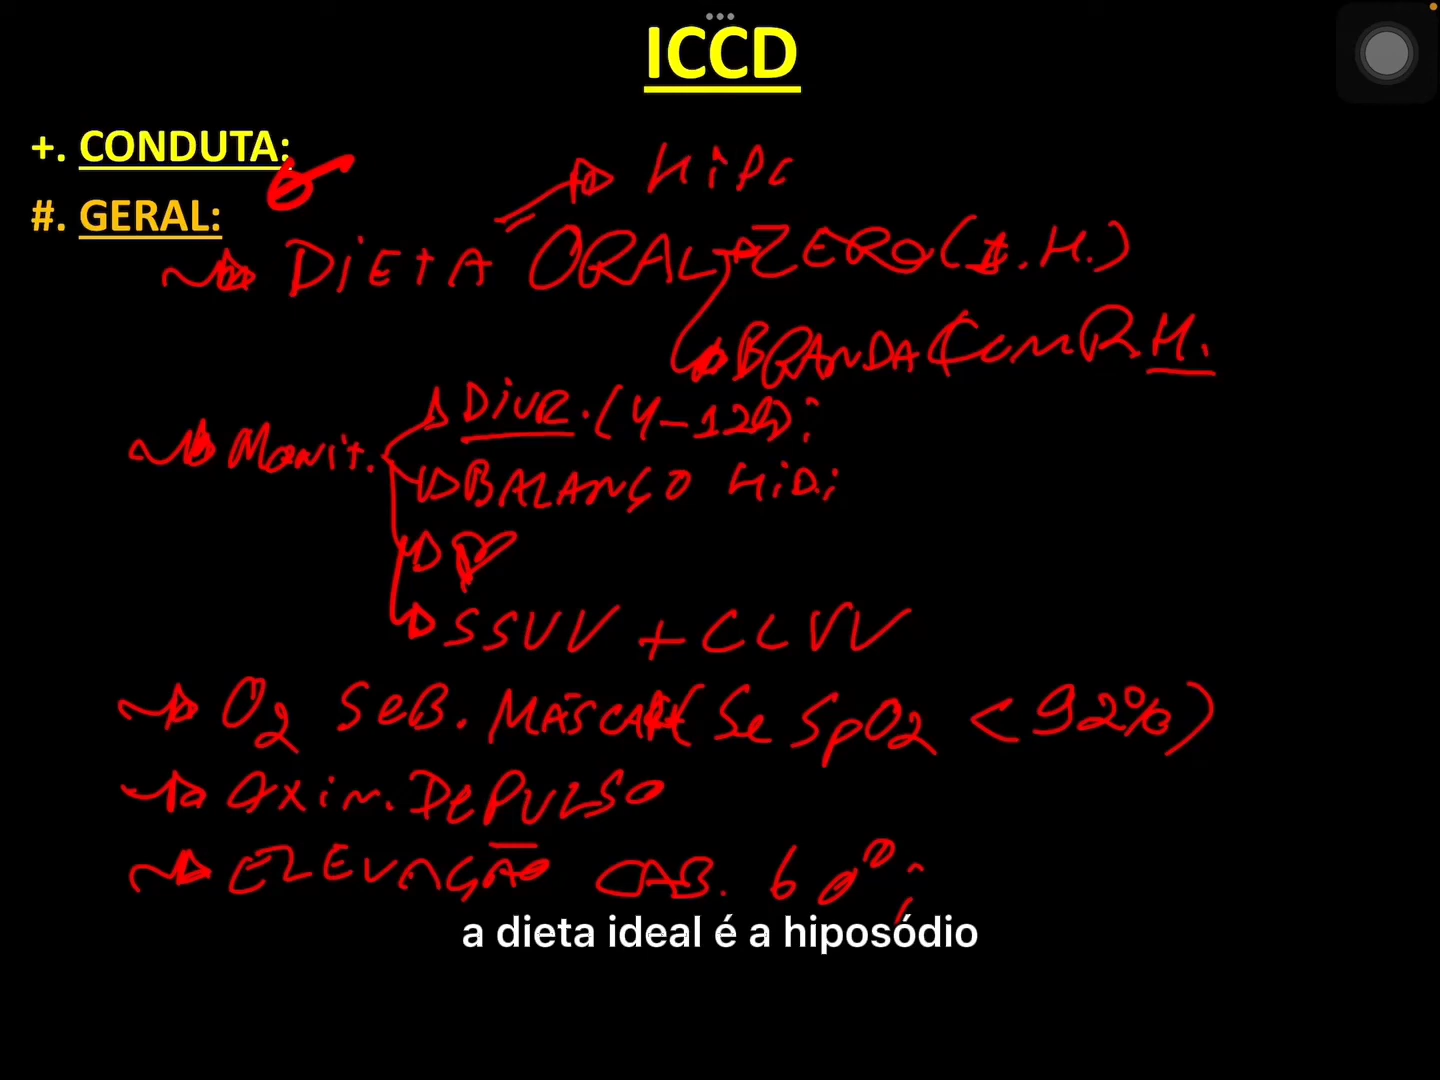 ICCD
+. CONDUTA:
HIPO
#. GERAL:
DIETA ORAL ZERO (I.H.)
BRANDA COM R.H.
DIUR. (4-12h);
MONIT.
BALANÇO HID;
SSVV + CCVV
O2 SOB. MÁSCARA (Se SpO2 < 92%)
OXIM. DE PULSO
ELEVAÇÃO CAB. 60°;
a dieta ideal é a hiposódio